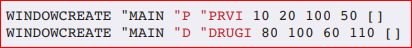 WINDOWCREATE "MAIN "P "PRVI 10 20 100 50 []
WINDOWCREATE "MAIN "D "DRUGI 80 100 60 110 []